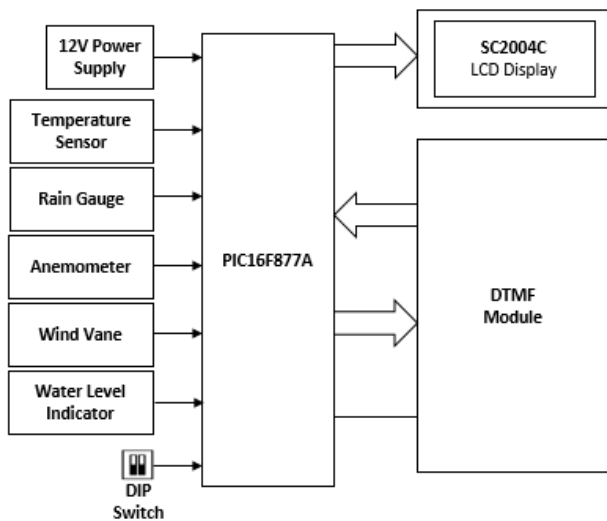 12V Power
Supply
Temperature
Sensor
Rain Gauge
Anemometer
Wind Vane
Water Level
Indicator
DIP
Switch
PIC16F877A
SC2004C
LCD Display
DTMF
Module